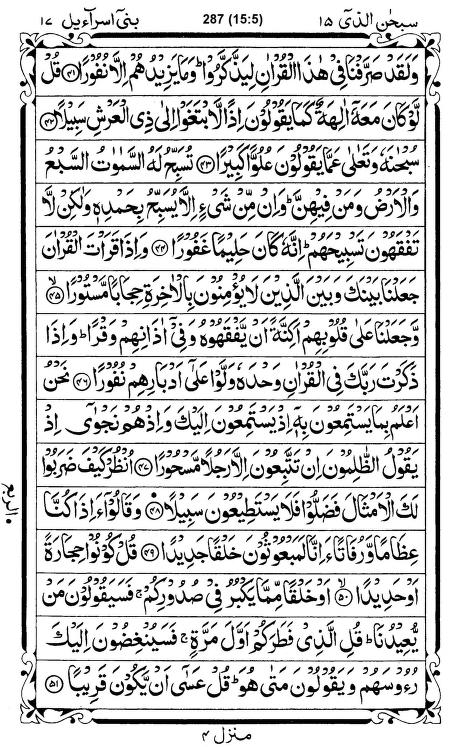 سبحٰن الذیٓ ۱۵ 287 (15:5) بنیٓ اسرآءیل ۱۷
وَلَقَدْ صَرَّفْنَا فِیْ هٰذَا الْقُرْاٰنِ لِیَذَّكَّرُوْا ؕ وَمَا یَزِیْدُهُمْ اِلَّا نُفُوْرًا ﴿۴۱﴾ قُلْ
لَّوْ كَانَ مَعَهٗۤ اٰلِهَةٌ كَمَا یَقُوْلُوْنَ اِذًا لَّابْتَغَوْا اِلٰی ذِی الْعَرْشِ سَبِیْلًا ﴿۴۲﴾
سُبْحٰنَهٗ وَتَعٰلٰی عَمَّا یَقُوْلُوْنَ عُلُوًّا كَبِیْرًا ﴿۴۳﴾ تُسَبِّحُ لَهُ السَّمٰوٰتُ السَّبْعُ
وَالْاَرْضُ وَمَنْ فِیْهِنَّ ؕ وَاِنْ مِّنْ شَیْءٍ اِلَّا یُسَبِّحُ بِحَمْدِهٖ وَلٰكِنْ لَّا
تَفْقَهُوْنَ تَسْبِیْحَهُمْ ؕ اِنَّهٗ كَانَ حَلِیْمًا غَفُوْرًا ﴿۴۴﴾ وَاِذَا قَرَاْتَ الْقُرْاٰنَ
جَعَلْنَا بَیْنَكَ وَبَیْنَ الَّذِیْنَ لَا یُؤْمِنُوْنَ بِالْاٰخِرَةِ حِجَابًا مَّسْتُوْرًا ﴿۴۵﴾ۙ
وَّجَعَلْنَا عَلٰی قُلُوْبِهِمْ اَكِنَّةً اَنْ یَّفْقَهُوْهُ وَفِیْۤ اٰذَانِهِمْ وَقْرًا ؕ وَاِذَا
ذَكَرْتَ رَبَّكَ فِی الْقُرْاٰنِ وَحْدَهٗ وَلَّوْا عَلٰۤی اَدْبَارِهِمْ نُفُوْرًا ﴿۴۶﴾ نَحْنُ
اَعْلَمُ بِمَا یَسْتَمِعُوْنَ بِهٖۤ اِذْ یَسْتَمِعُوْنَ اِلَیْكَ وَاِذْ هُمْ نَجْوٰۤی اِذْ
یَقُوْلُ الظّٰلِمُوْنَ اِنْ تَتَّبِعُوْنَ اِلَّا رَجُلًا مَّسْحُوْرًا ﴿۴۷﴾ اُنْظُرْ كَیْفَ ضَرَبُوْا
لَكَ الْاَمْثَالَ فَضَلُّوْا فَلَا یَسْتَطِیْعُوْنَ سَبِیْلًا ﴿۴۸﴾ وَقَالُوْۤا ءَاِذَا كُنَّا
عِظَامًا وَّرُفَاتًا ءَاِنَّا لَمَبْعُوْثُوْنَ خَلْقًا جَدِیْدًا ﴿۴۹﴾ قُلْ كُوْنُوْا حِجَارَةً
اَوْ حَدِیْدًا ﴿۵۰﴾ۙ اَوْ خَلْقًا مِّمَّا یَكْبُرُ فِیْ صُدُوْرِكُمْ ۚ فَسَیَقُوْلُوْنَ مَنْ
یُّعِیْدُنَا ؕ قُلِ الَّذِیْ فَطَرَكُمْ اَوَّلَ مَرَّةٍ ۚ فَسَیُنْغِضُوْنَ اِلَیْكَ
رُءُوْسَهُمْ وَیَقُوْلُوْنَ مَتٰی هُوَ ؕ قُلْ عَسٰۤی اَنْ یَّكُوْنَ قَرِیْبًا ﴿۵۱﴾
الربع
منزل ۴